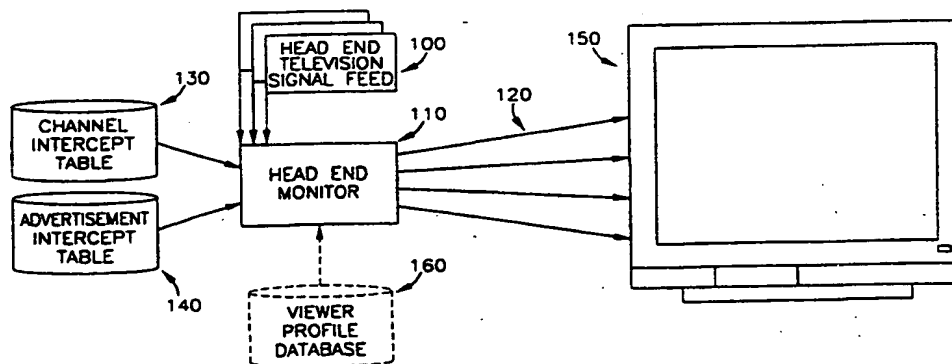 HEAD END
TELEVISION
SIGNAL FEED
100
150
130
110
120
CHANNEL
INTERCEPT
TABLE
HEAD END
MONITOR
ADVERTISEMENT
INTERCEPT
TABLE
140
160
VIEWER
PROFILE
DATABASE